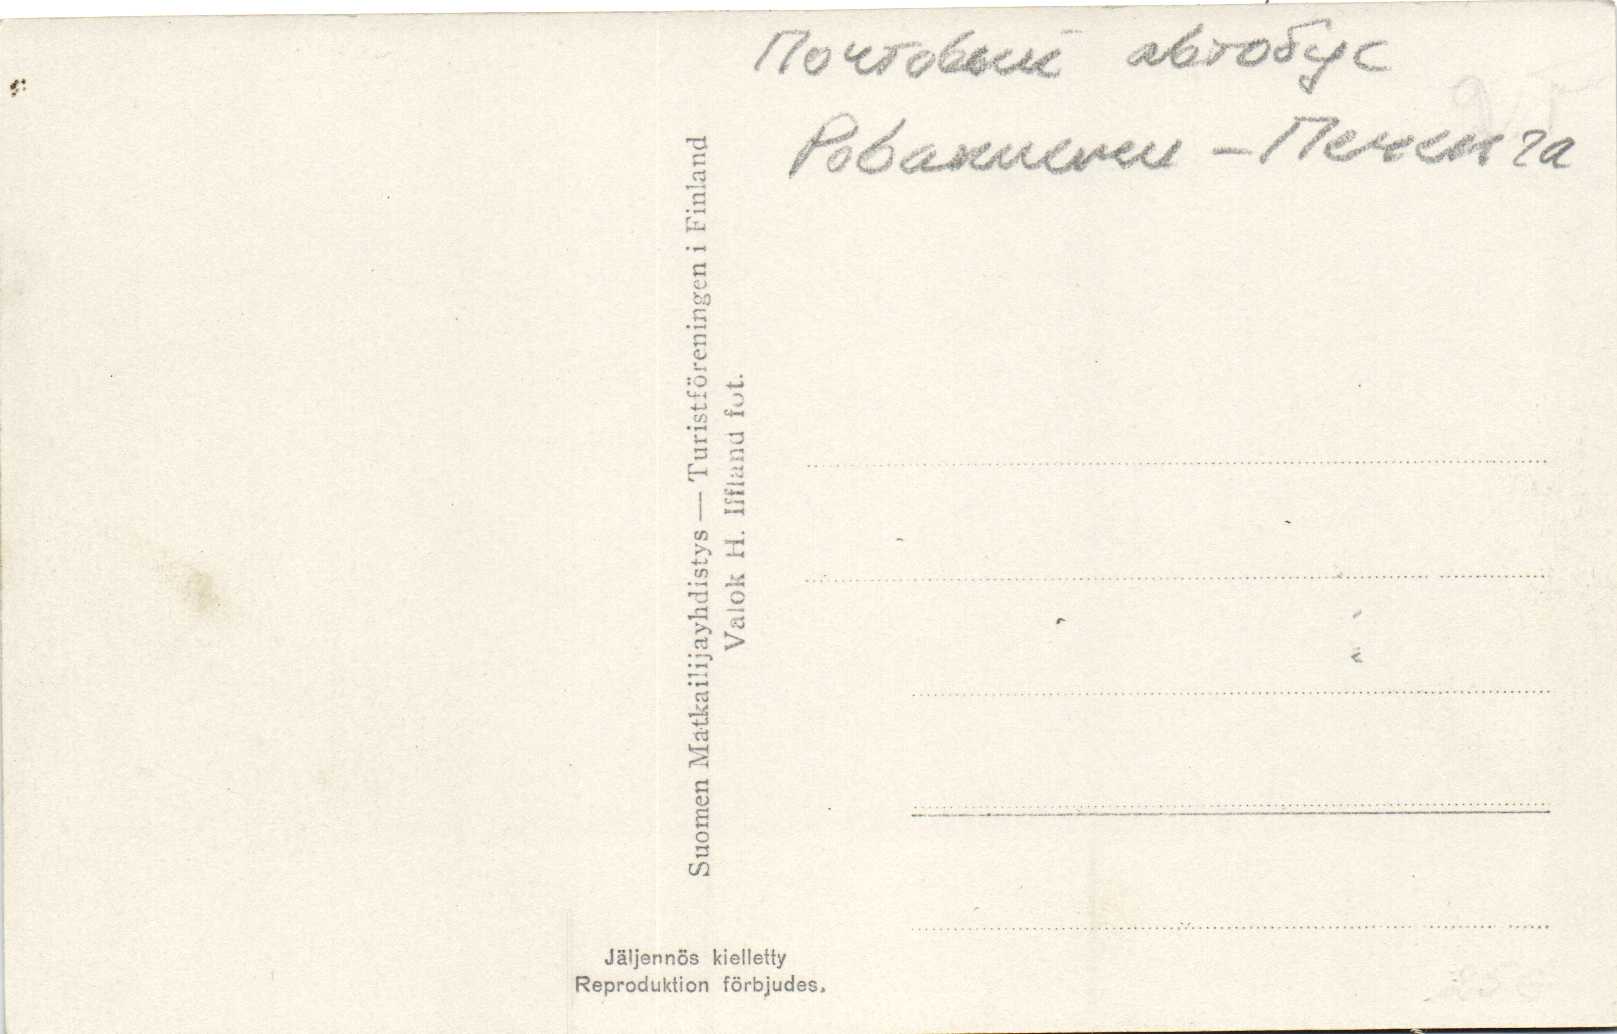 Почтовый автобус
Рованиеми – Печенга
Suomen Matkailijayhdistys — Turistföreningen i Finland
Valok H. Iffland fot.
Jäljennös kielletty
Reproduktion förbjudes.